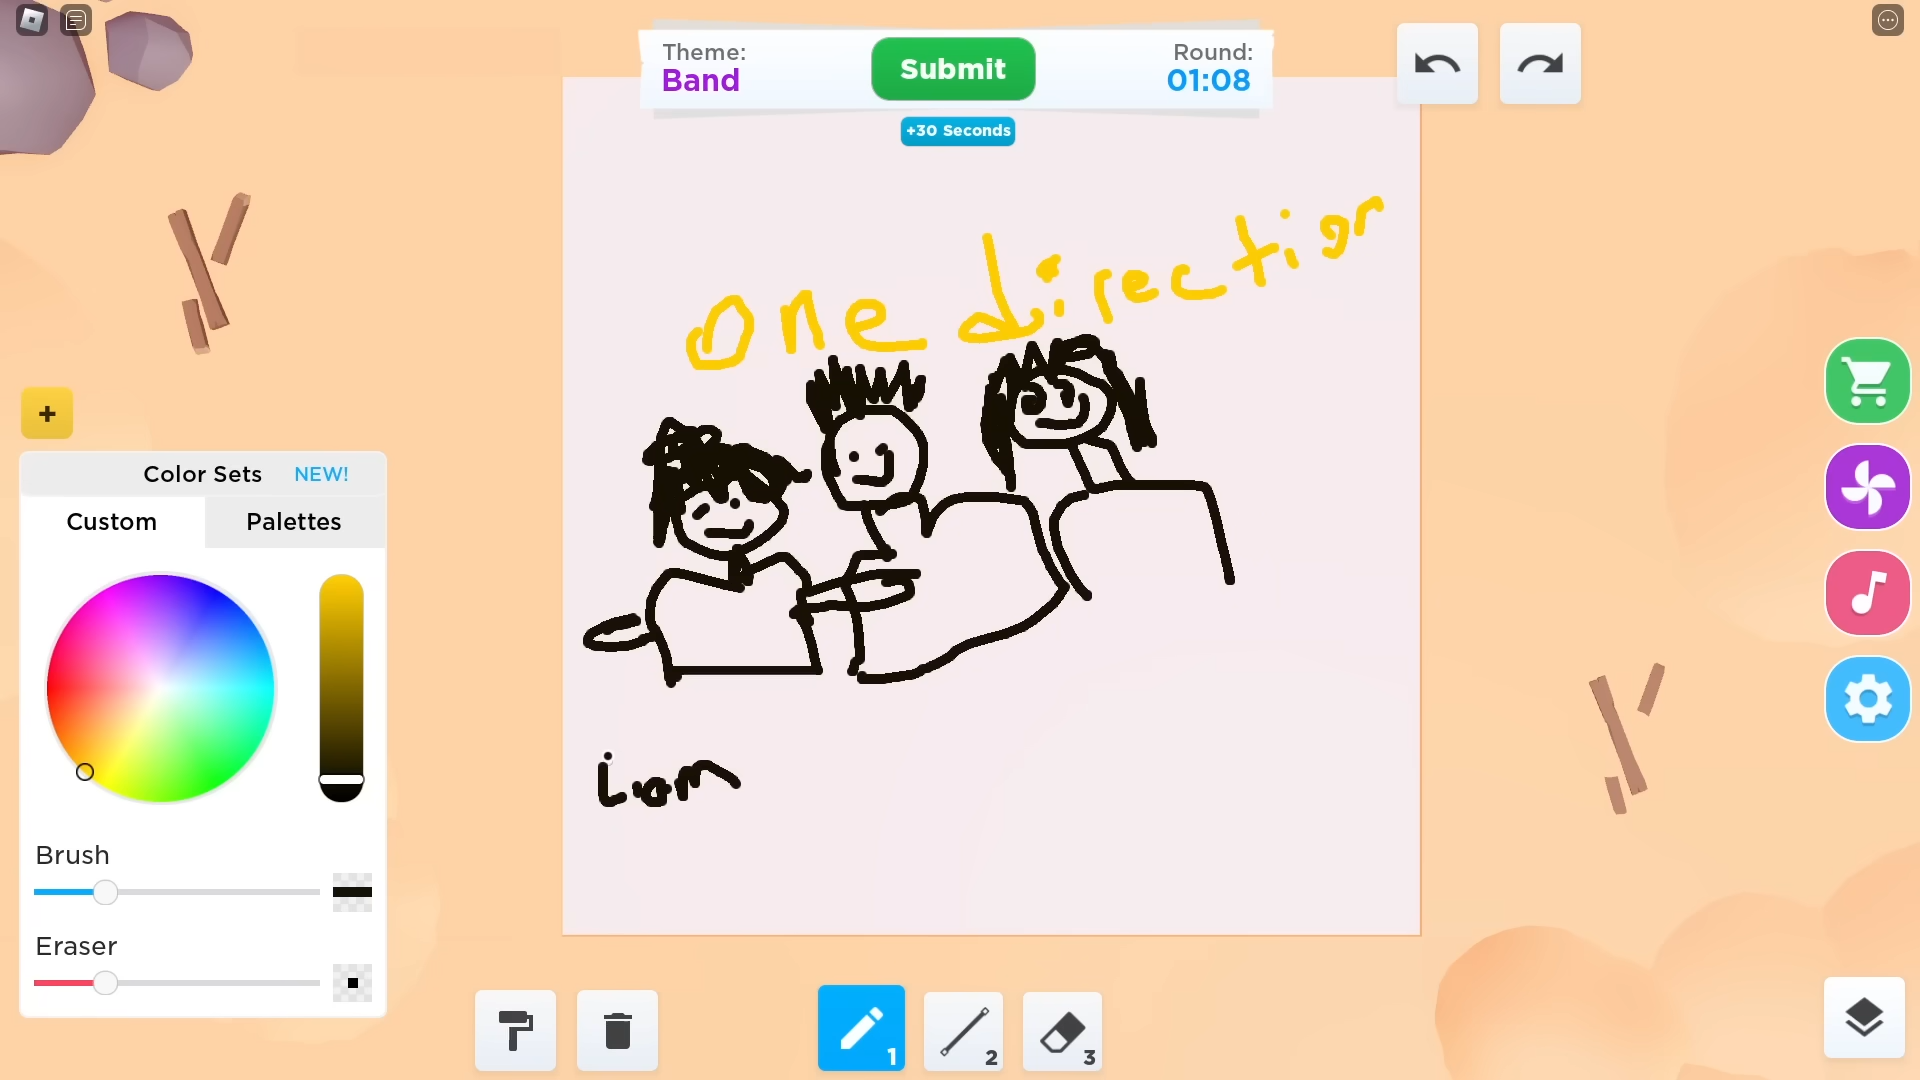 Theme:
Band
Submit
Round:
01:08
+30 Seconds
one direction
+
Color Sets NEW!
Custom
Palettes
Liam
Brush
Eraser
1
2
3